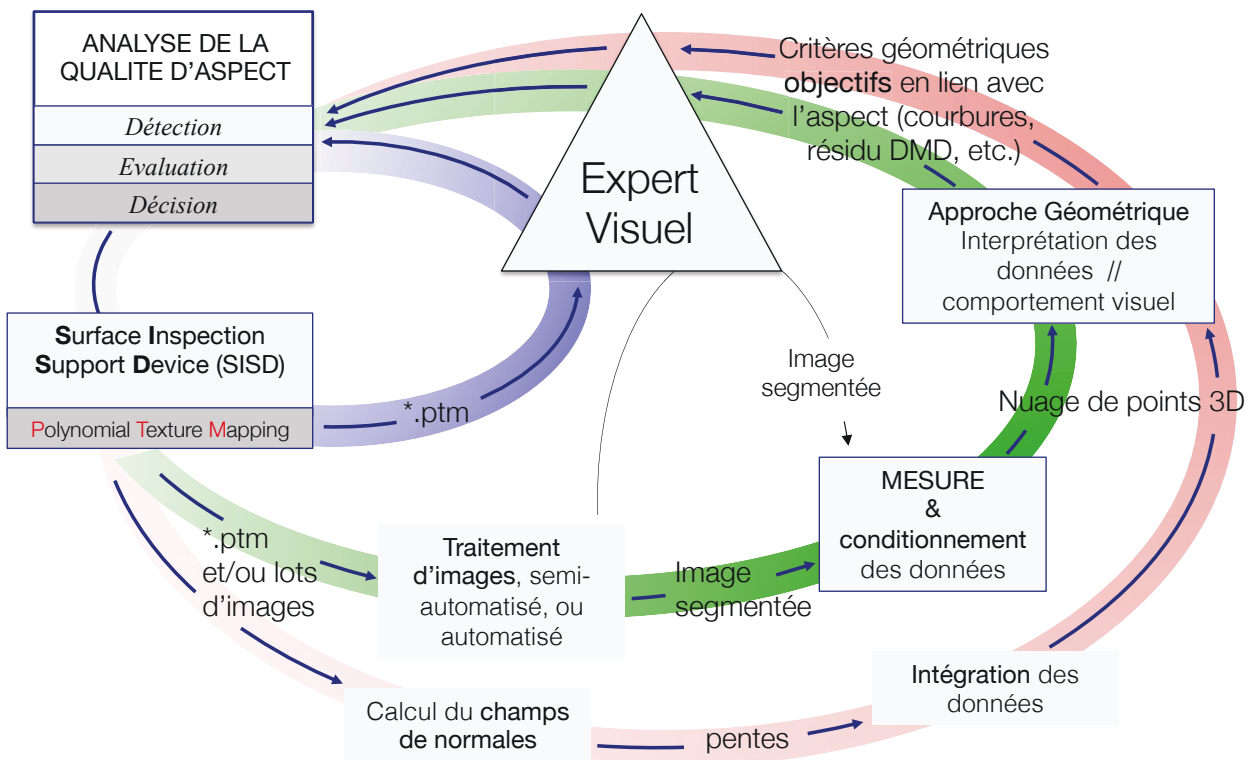 ANALYSE DE LA
QUALITE D'ASPECT
Détection
Evaluation
Décision
Expert
Visuel
Critères géométriques
objectifs en lien avec
l'aspect (courbures,
résidu DMD, etc.)
Approche Géométrique
Interprétation des
données //
comportement visuel
Surface Inspection
Support Device (SISD)
Polynomial Texture Mapping
*.ptm
Image
segmentée
Nuage de points 3D
MESURE
&
conditionnement
des données
*.ptm
et/ou lots
d'images
Traitement
d'images, semi-
automatisé, ou
automatisé
Image
segmentée
Calcul du champs
de normales
pentes
Intégration des
données